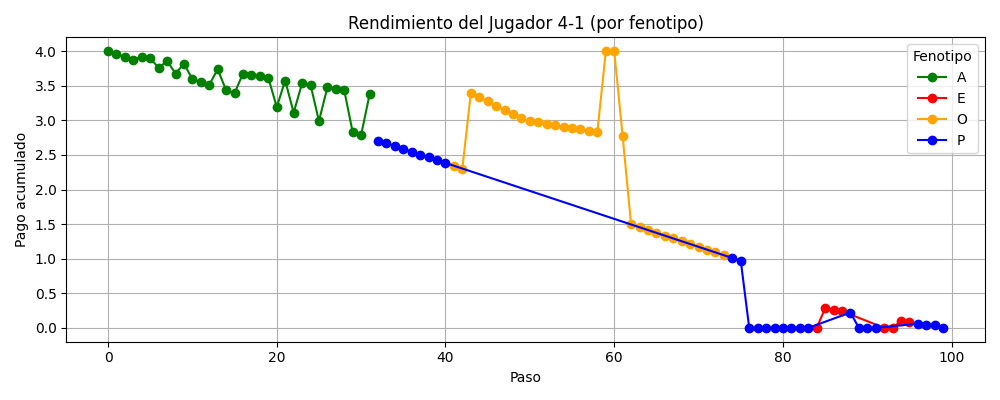 Rendimiento del Jugador 4-1 (por fenotipo)
Pago acumulado
4.0
3.5
3.0
2.5
2.0
1.5
1.0
0.5
0.0
Fenotipo
A
E
O
P
0 20 40 60 80 100
Paso